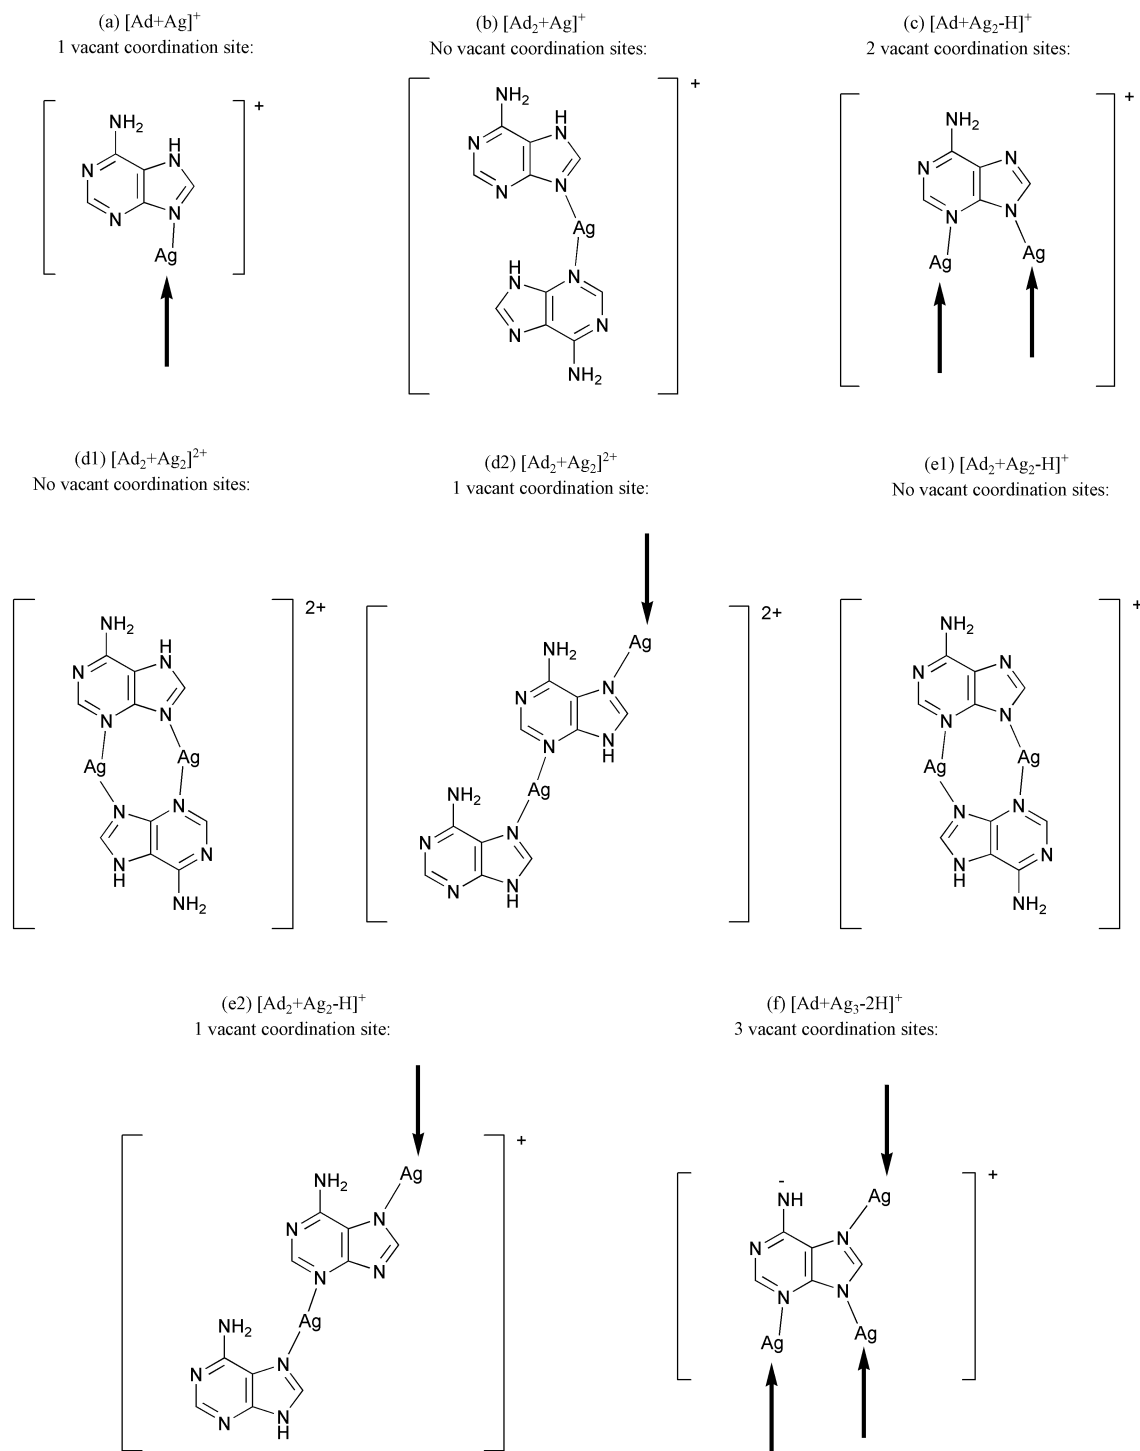 (a) [Ad+Ag]⁺
1 vacant coordination site:
(b) [Ad₂+Ag]⁺
No vacant coordination sites:
(c) [Ad+Ag₂-H]⁺
2 vacant coordination sites:
+
NH₂
N
N
H
N
N
Ag
+
NH₂
N
N
H
N
N
Ag
H
N
N
N
N
NH₂
+
NH₂
N
N
N
N
Ag
Ag
(d1) [Ad₂+Ag₂]²⁺
No vacant coordination sites:
(d2) [Ad₂+Ag₂]²⁺
1 vacant coordination site:
(e1) [Ad₂+Ag₂-H]⁺
No vacant coordination sites:
2+
NH₂
H
N
N
N
N
Ag
Ag
N
N
N
H
N
NH₂
2+
Ag
NH₂
N
N
N
N
H
Ag
NH₂
N
N
N
N
H
+
NH₂
N
N
N
N
Ag
Ag
N
N
N
H
N
NH₂
(e2) [Ad₂+Ag₂-H]⁺
1 vacant coordination site:
(f) [Ad+Ag₃-2H]⁺
3 vacant coordination sites:
+
Ag
NH₂
N
N
N
N
Ag
NH₂
N
N
N
N
H
+
-
NH
Ag
N
N
N
N
Ag
Ag